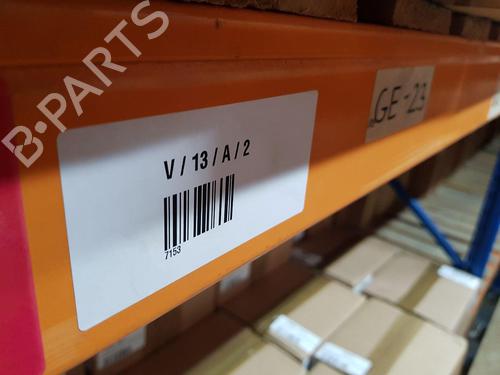 B-PARTS
V / 13 / A / 2
7153
GE-23